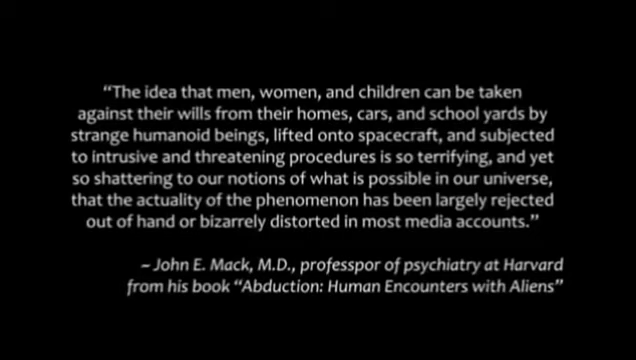 “The idea that men, women, and children can be taken
against their wills from their homes, cars, and school yards by
strange humanoid beings, lifted onto spacecraft, and subjected
to intrusive and threatening procedures is so terrifying, and yet
so shattering to our notions of what is possible in our universe,
that the actuality of the phenomenon has been largely rejected
out of hand or bizarrely distorted in most media accounts.”
~ John E. Mack, M.D., professpor of psychiatry at Harvard
from his book “Abduction: Human Encounters with Aliens”